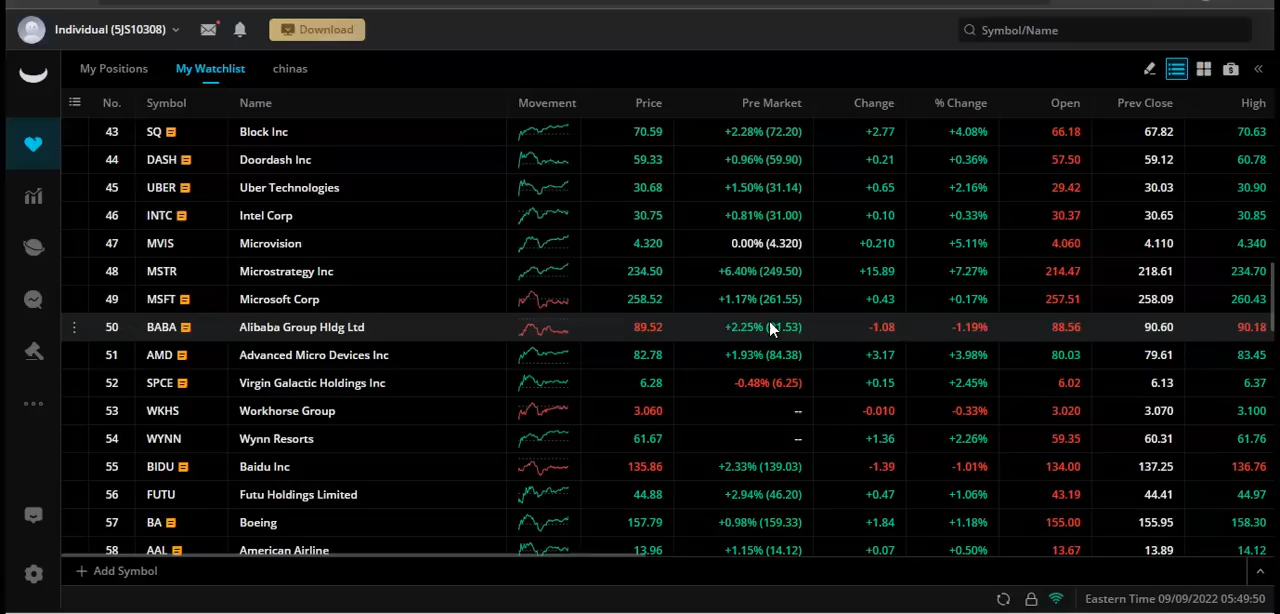 Individual (5JS10308) Download Symbol/Name
My Positions My Watchlist chinas
No. Symbol Name Movement Price Pre Market Change % Change Open Prev Close High
43 SQ Block Inc 70.59 +2.28% (72.20) +2.77 +4.08% 66.18 67.82 70.63
44 DASH Doordash Inc 59.33 +0.96% (59.90) +0.21 +0.36% 57.50 59.12 60.78
45 UBER Uber Technologies 30.68 +1.50% (31.14) +0.65 +2.16% 29.42 30.03 30.90
46 INTC Intel Corp 30.75 +0.81% (31.00) +0.10 +0.33% 30.37 30.65 30.85
47 MVIS Microvision 4.320 0.00% (4.320) +0.210 +5.11% 4.060 4.110 4.340
48 MSTR Microstrategy Inc 234.50 +6.40% (249.50) +15.89 +7.27% 214.47 218.61 234.70
49 MSFT Microsoft Corp 258.52 +1.17% (261.55) +0.43 +0.17% 257.51 258.09 260.43
50 BABA Alibaba Group Hldg Ltd 89.52 +2.25% -1.08 -1.19% 88.56 90.60 90.18
51 AMD Advanced Micro Devices Inc 82.78 +1.93% (84.38) +3.17 +3.98% 80.03 79.61 83.45
52 SPCE Virgin Galactic Holdings Inc 6.28 -0.48% (6.25) +0.15 +2.45% 6.02 6.13 6.37
53 WKHS Workhorse Group 3.060 -- -0.010 -0.33% 3.020 3.070 3.100
54 WYNN Wynn Resorts 61.67 -- +1.36 +2.26% 59.35 60.31 61.76
55 BIDU Baidu Inc 135.86 +2.33% (139.03) -1.39 -1.01% 134.00 137.25 136.76
56 FUTU Futu Holdings Limited 44.88 +2.94% (46.20) +0.47 +1.06% 43.19 44.41 44.97
57 BA Boeing 157.79 +0.98% (159.33) +1.84 +1.18% 155.00 155.95 158.30
58 AAL American Airline 13.96 +1.15% (14.12) +0.07 +0.50% 13.67 13.89 14.12
+ Add Symbol
Eastern Time 09/09/2022 05:49:50